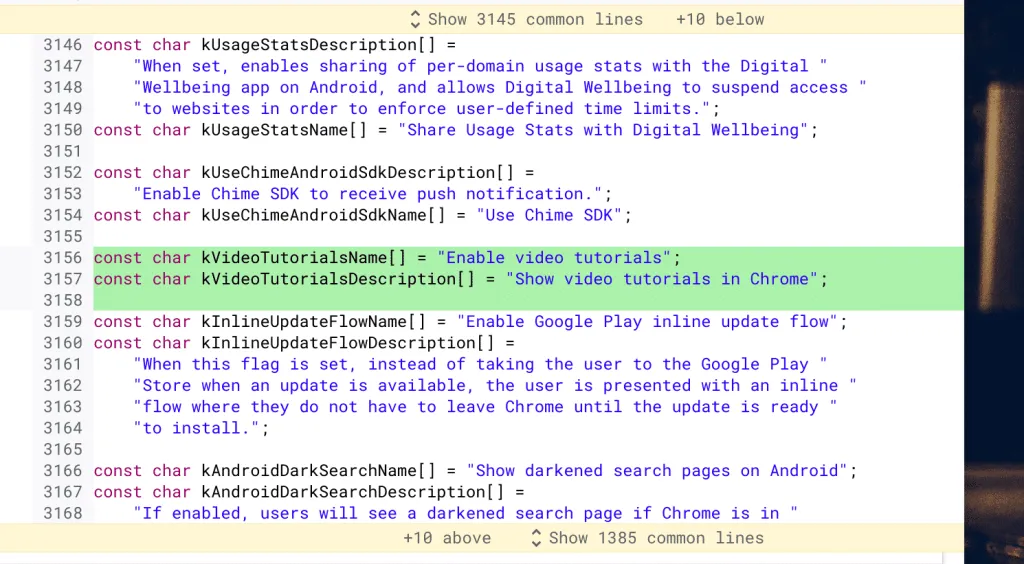 Show 3145 common lines +10 below
3146 const char kUsageStatsDescription[] =
3147 "When set, enables sharing of per-domain usage stats with the Digital "
3148 "Wellbeing app on Android, and allows Digital Wellbeing to suspend access "
3149 "to websites in order to enforce user-defined time limits.";
3150 const char kUsageStatsName[] = "Share Usage Stats with Digital Wellbeing";
3151
3152 const char kUseChimeAndroidSdkDescription[] =
3153 "Enable Chime SDK to receive push notification.";
3154 const char kUseChimeAndroidSdkName[] = "Use Chime SDK";
3155
3156 const char kVideoTutorialsName[] = "Enable video tutorials";
3157 const char kVideoTutorialsDescription[] = "Show video tutorials in Chrome";
3158
3159 const char kInlineUpdateFlowName[] = "Enable Google Play inline update flow";
3160 const char kInlineUpdateFlowDescription[] =
3161 "When this flag is set, instead of taking the user to the Google Play "
3162 "Store when an update is available, the user is presented with an inline "
3163 "flow where they do not have to leave Chrome until the update is ready "
3164 "to install.";
3165
3166 const char kAndroidDarkSearchName[] = "Show darkened search pages on Android";
3167 const char kAndroidDarkSearchDescription[] =
3168 "If enabled, users will see a darkened search page if Chrome is in "
+10 above Show 1385 common lines